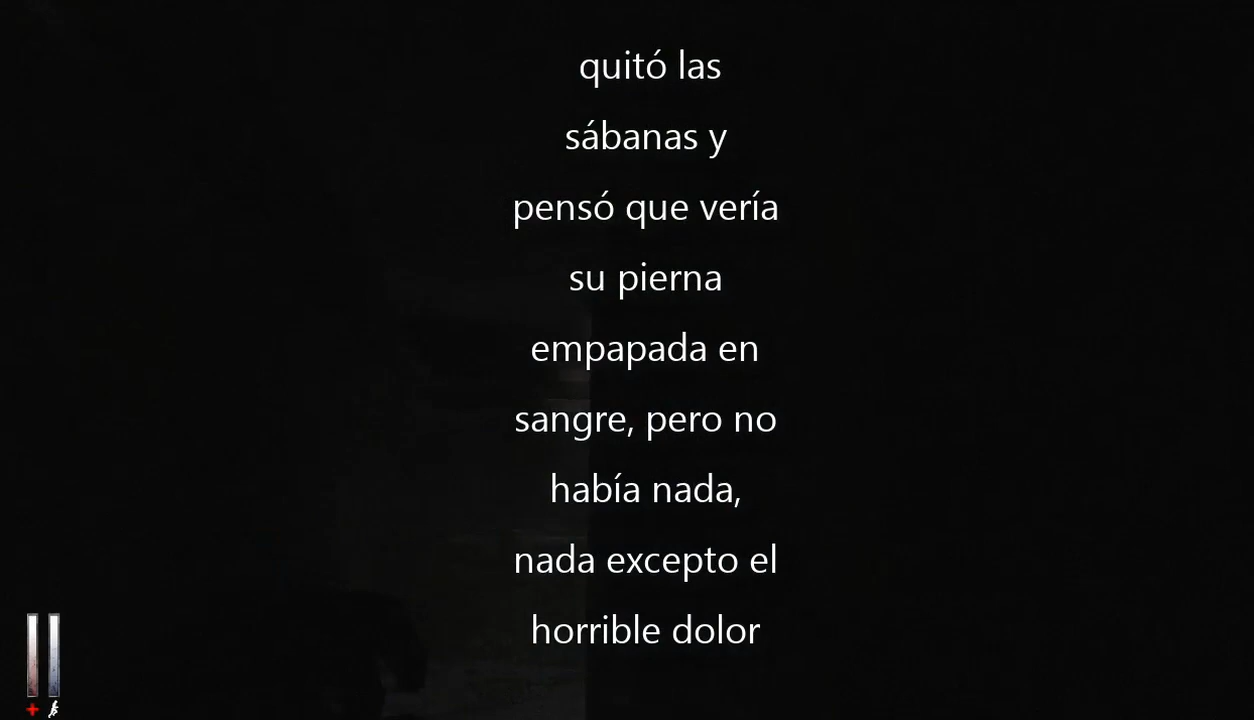 quitó las
sábanas y
pensó que vería
su pierna
empapada en
sangre, pero no
había nada,
nada excepto el
horrible dolor